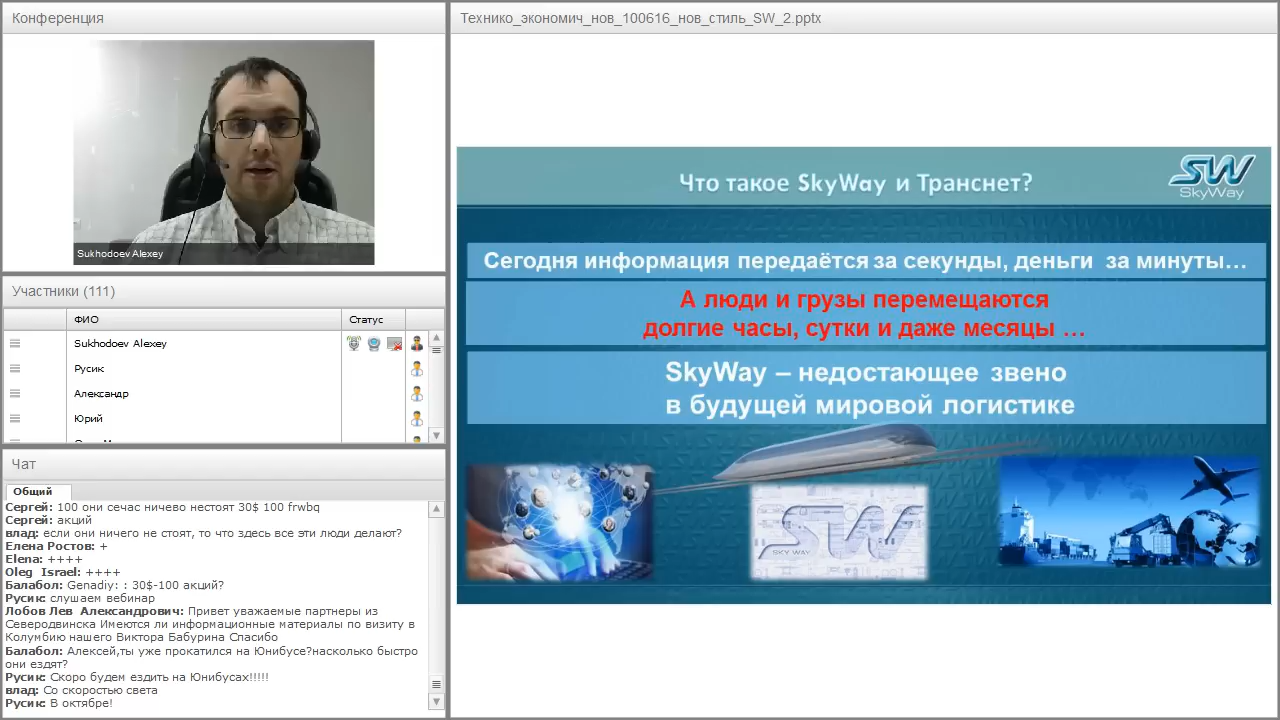 Конференция
Sukhodoev Alexey
Участники (111)
ФИО
Статус
Sukhodoev Alexey
Русик
Александр
Юрий
Чат
Общий
Сергей: 100 они сечас ничево нестоят 30$ 100 frwbq
Сергей: акций
влад: если они ничего не стоят, то что здесь все эти люди делают?
Елена Ростов: +
Elena: ++++
Oleg Israel: ++++
Балабол: Genadiy: : 30$-100 акций?
Русик: слушаем вебинар
Лобов Лев Александрович: Привет уважаемые партнеры из
Северодвинска Имеются ли информационные материалы по визиту в
Колумбию нашего Виктора Бабурина Спасибо
Балабол: Алексей,ты уже прокатился на Юнибусе?насколько быстро
они ездят?
Русик: Скоро будем ездить на Юнибусах!!!!!
влад: Со скоростью света
Русик: В октябре!
Технико_экономич_нов_100616_нов_стиль_SW_2.pptx
Что такое SkyWay и Транснет?
SW
SkyWay
Сегодня информация передаётся за секунды, деньги за минуты...
А люди и грузы перемещаются
долгие часы, сутки и даже месяцы ...
SkyWay – недостающее звено
в будущей мировой логистике
SW
SKY WAY